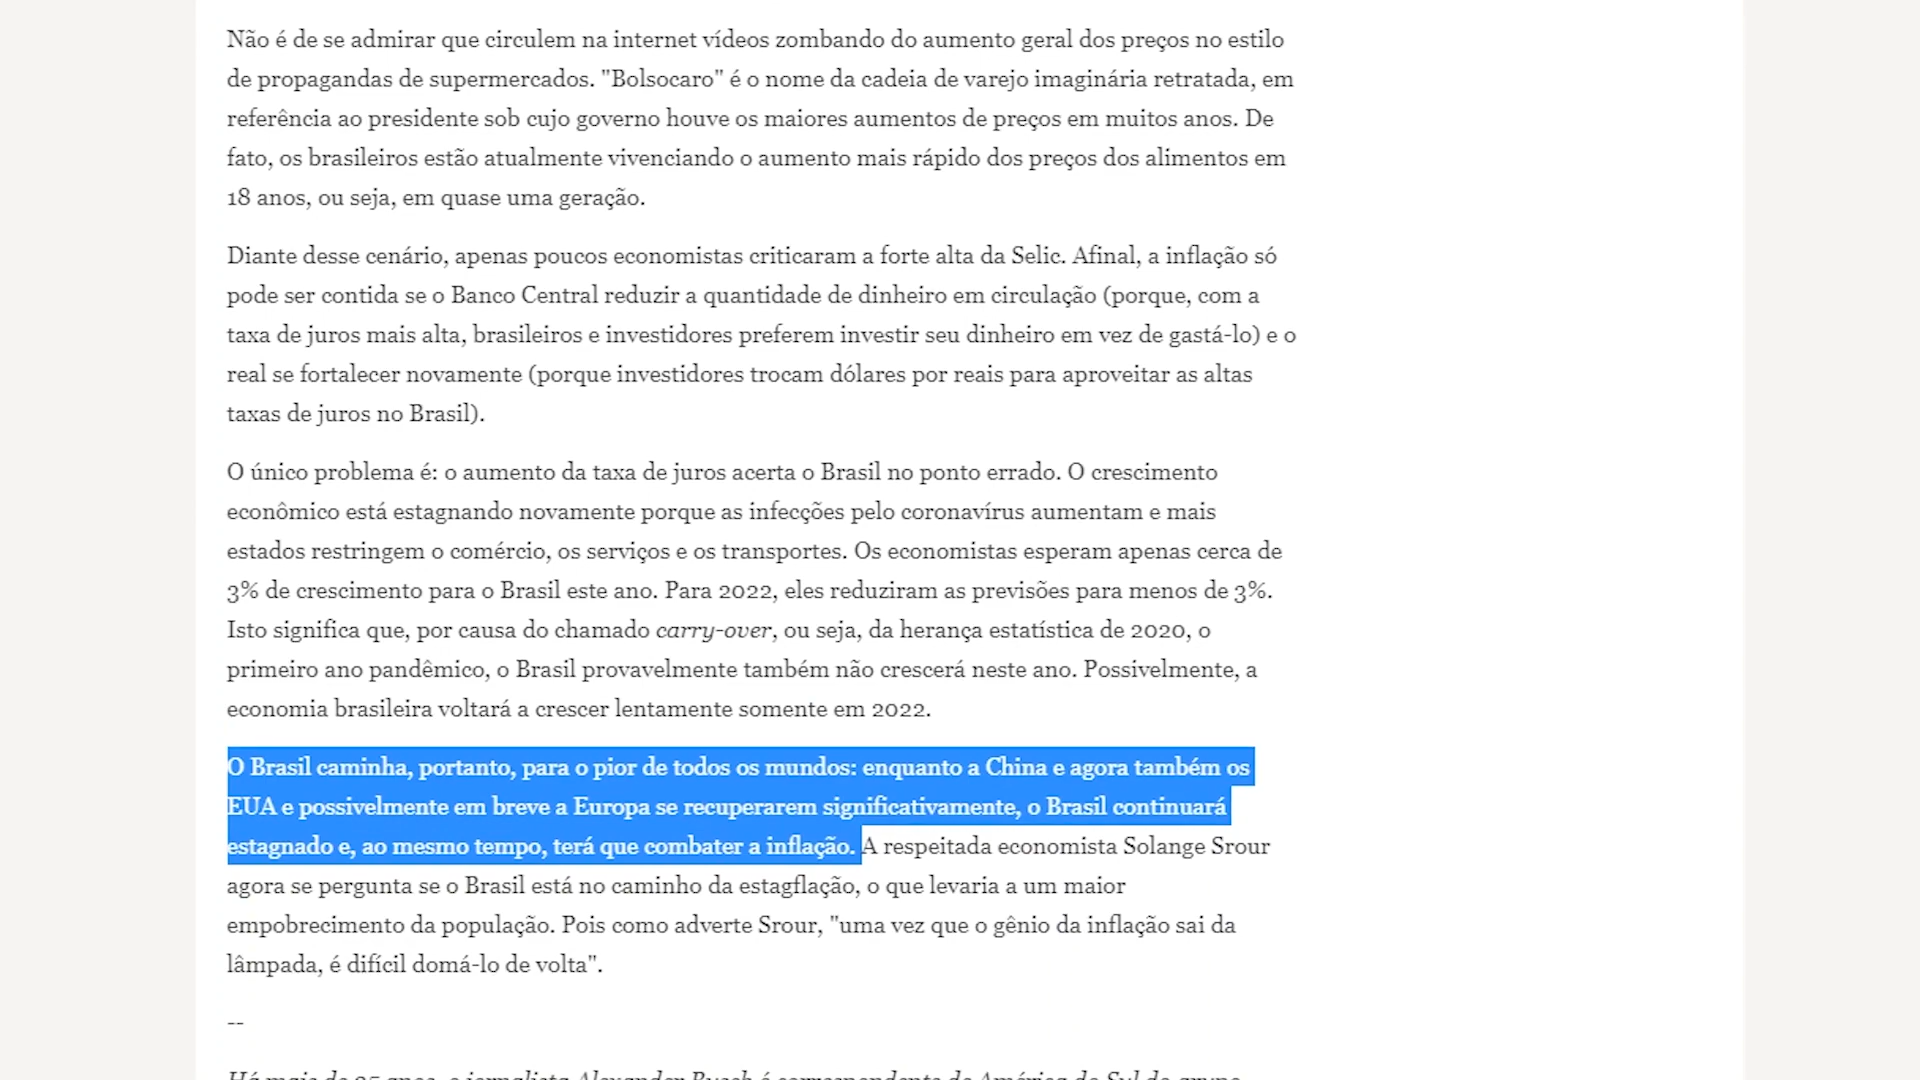 Não é de se admirar que circulem na internet vídeos zombando do aumento geral dos preços no estilo
de propagandas de supermercados. "Bolsocaro" é o nome da cadeia de varejo imaginária retratada, em
referência ao presidente sob cujo governo houve os maiores aumentos de preços em muitos anos. De
fato, os brasileiros estão atualmente vivenciando o aumento mais rápido dos preços dos alimentos em
18 anos, ou seja, em quase uma geração.
Diante desse cenário, apenas poucos economistas criticaram a forte alta da Selic. Afinal, a inflação só
pode ser contida se o Banco Central reduzir a quantidade de dinheiro em circulação (porque, com a
taxa de juros mais alta, brasileiros e investidores preferem investir seu dinheiro em vez de gastá-lo) e o
real se fortalecer novamente (porque investidores trocam dólares por reais para aproveitar as altas
taxas de juros no Brasil).
O único problema é: o aumento da taxa de juros acerta o Brasil no ponto errado. O crescimento
econômico está estagnando novamente porque as infecções pelo coronavírus aumentam e mais
estados restringem o comércio, os serviços e os transportes. Os economistas esperam apenas cerca de
3% de crescimento para o Brasil este ano. Para 2022, eles reduziram as previsões para menos de 3%.
Isto significa que, por causa do chamado carry-over, ou seja, da herança estatística de 2020, o
primeiro ano pandêmico, o Brasil provavelmente também não crescerá neste ano. Possivelmente, a
economia brasileira voltará a crescer lentamente somente em 2022.
O Brasil caminha, portanto, para o pior de todos os mundos: enquanto a China e agora também os
EUA e possivelmente em breve a Europa se recuperarem significativamente, o Brasil continuará
estagnado e, ao mesmo tempo, terá que combater a inflação. A respeitada economista Solange Srour
agora se pergunta se o Brasil está no caminho da estagflação, o que levaria a um maior
empobrecimento da população. Pois como adverte Srour, "uma vez que o gênio da inflação sai da
lâmpada, é difícil domá-lo de volta".
--
Há mais de 25 anos, o jornalista Alexander Busch é correspondente de América do Sul do grupo